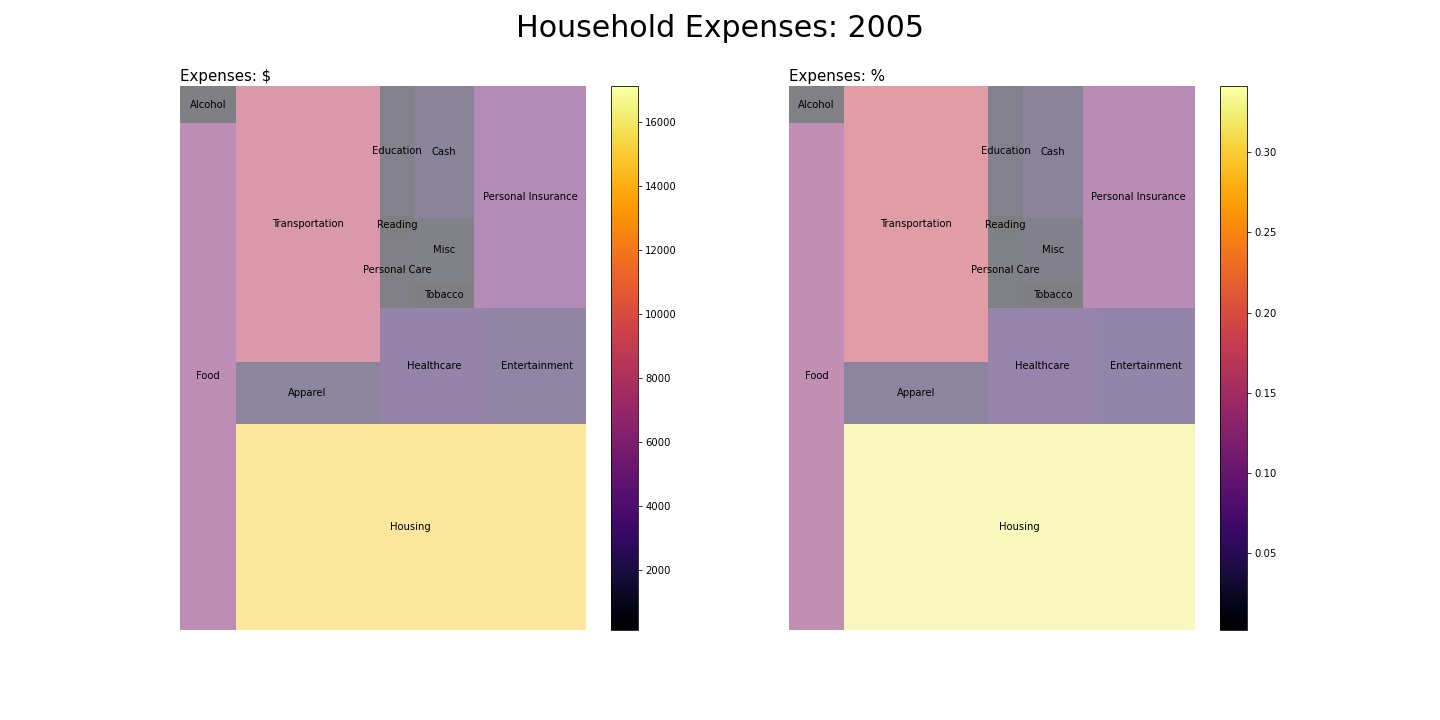 Household Expenses: 2005
Expenses: $
Alcohol
Education
Cash
Personal Insurance
Transportation
Reading
Misc
Personal Care
Tobacco
Food
Healthcare
Entertainment
Apparel
Housing
16000
14000
12000
10000
8000
6000
4000
2000
Expenses: %
Alcohol
Education
Cash
Personal Insurance
Transportation
Reading
Misc
Personal Care
Tobacco
Food
Healthcare
Entertainment
Apparel
Housing
0.30
0.25
0.20
0.15
0.10
0.05